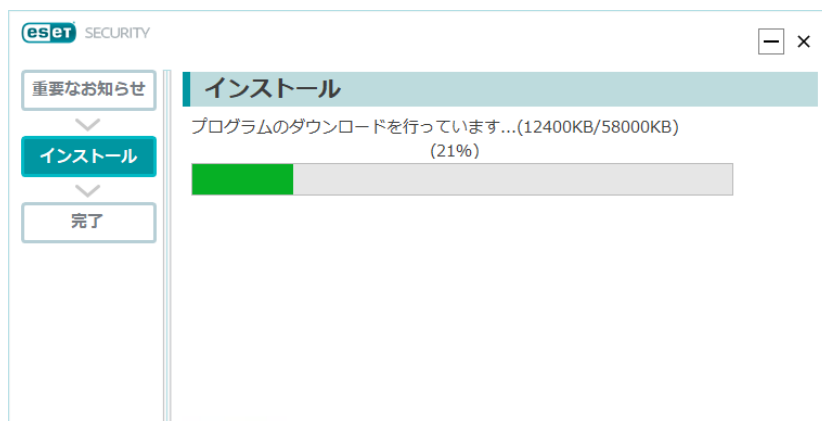 eset SECURITY
重要なお知らせ
インストール
完了
インストール
プログラムのダウンロードを行っています...(12400KB/58000KB)
(21%)